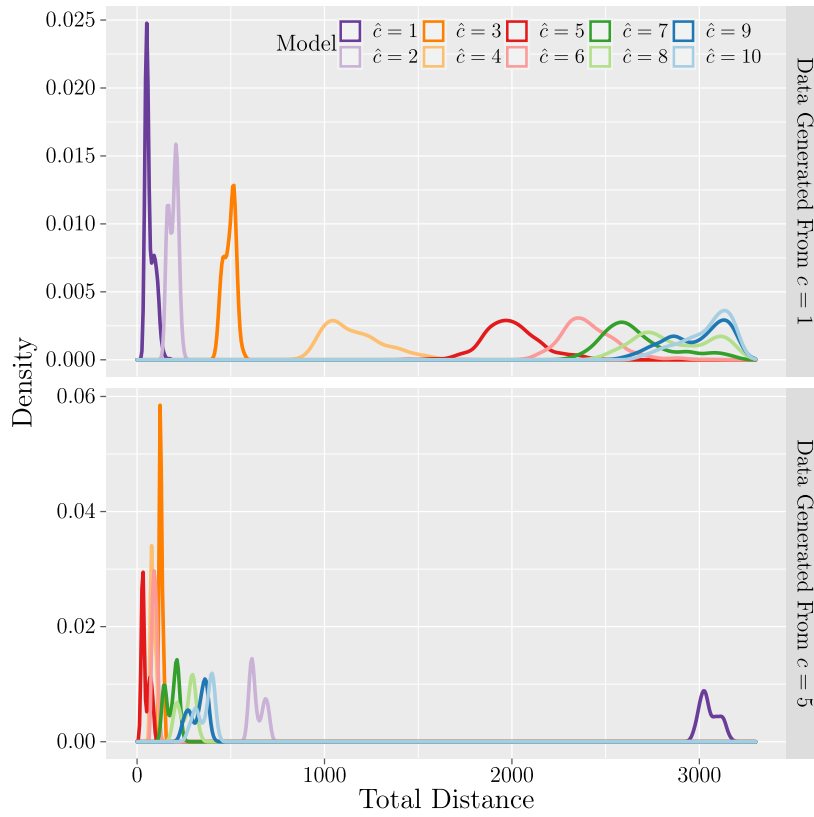 Model
ĉ = 1
ĉ = 3
ĉ = 5
ĉ = 7
ĉ = 9
ĉ = 2
ĉ = 4
ĉ = 6
ĉ = 8
ĉ = 10
0.025
0.020
0.015
0.010
0.005
0.000
Data Generated From c = 1
Density
0.06
0.04
0.02
0.00
Data Generated From c = 5
0
1000
2000
3000
Total Distance